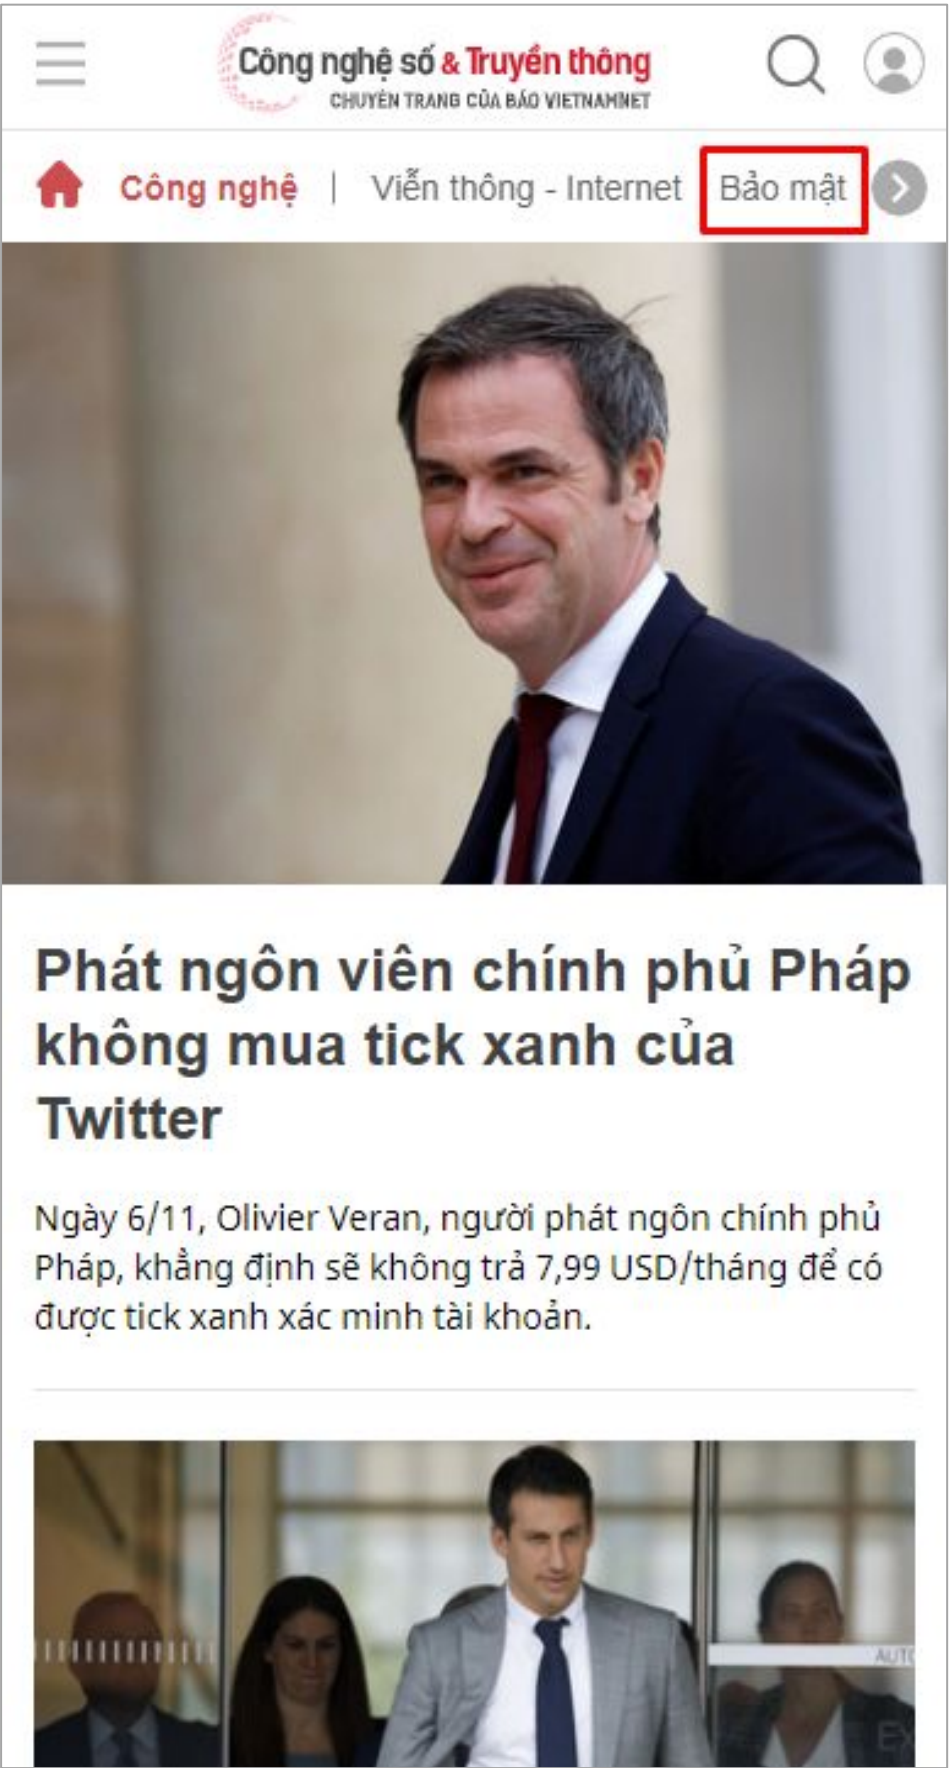 Công nghệ số & Truyền thông
CHUYÊN TRANG CỦA BÁO VIETNAMNET
Công nghệ | Viễn thông - Internet Bảo mật
Phát ngôn viên chính phủ Pháp
không mua tick xanh của
Twitter
Ngày 6/11, Olivier Veran, người phát ngôn chính phủ
Pháp, khẳng định sẽ không trả 7,99 USD/tháng để có
được tick xanh xác minh tài khoản.
AUTO
EX